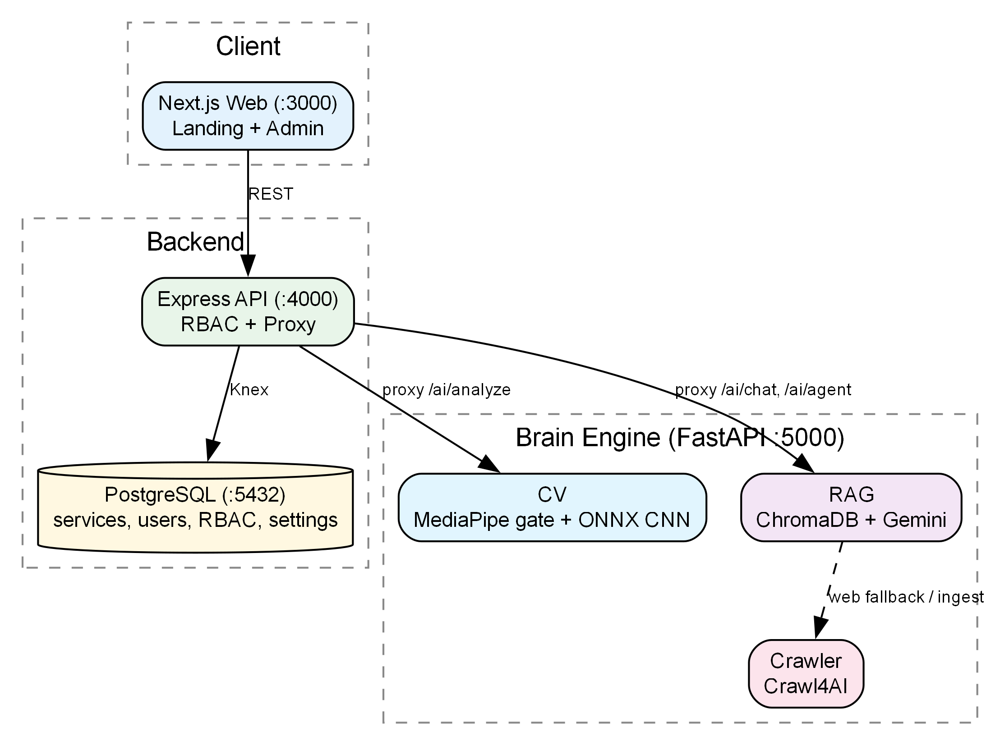 Client
Next.js Web (:3000)
Landing + Admin
REST
Backend
Express API (:4000)
RBAC + Proxy
Knex
proxy /ai/analyze
proxy /ai/chat, /ai/agent
Brain Engine (FastAPI :5000)
PostgreSQL (:5432)
services, users, RBAC, settings
CV
MediaPipe gate + ONNX CNN
RAG
ChromaDB + Gemini
web fallback / ingest
Crawler
Crawl4AI